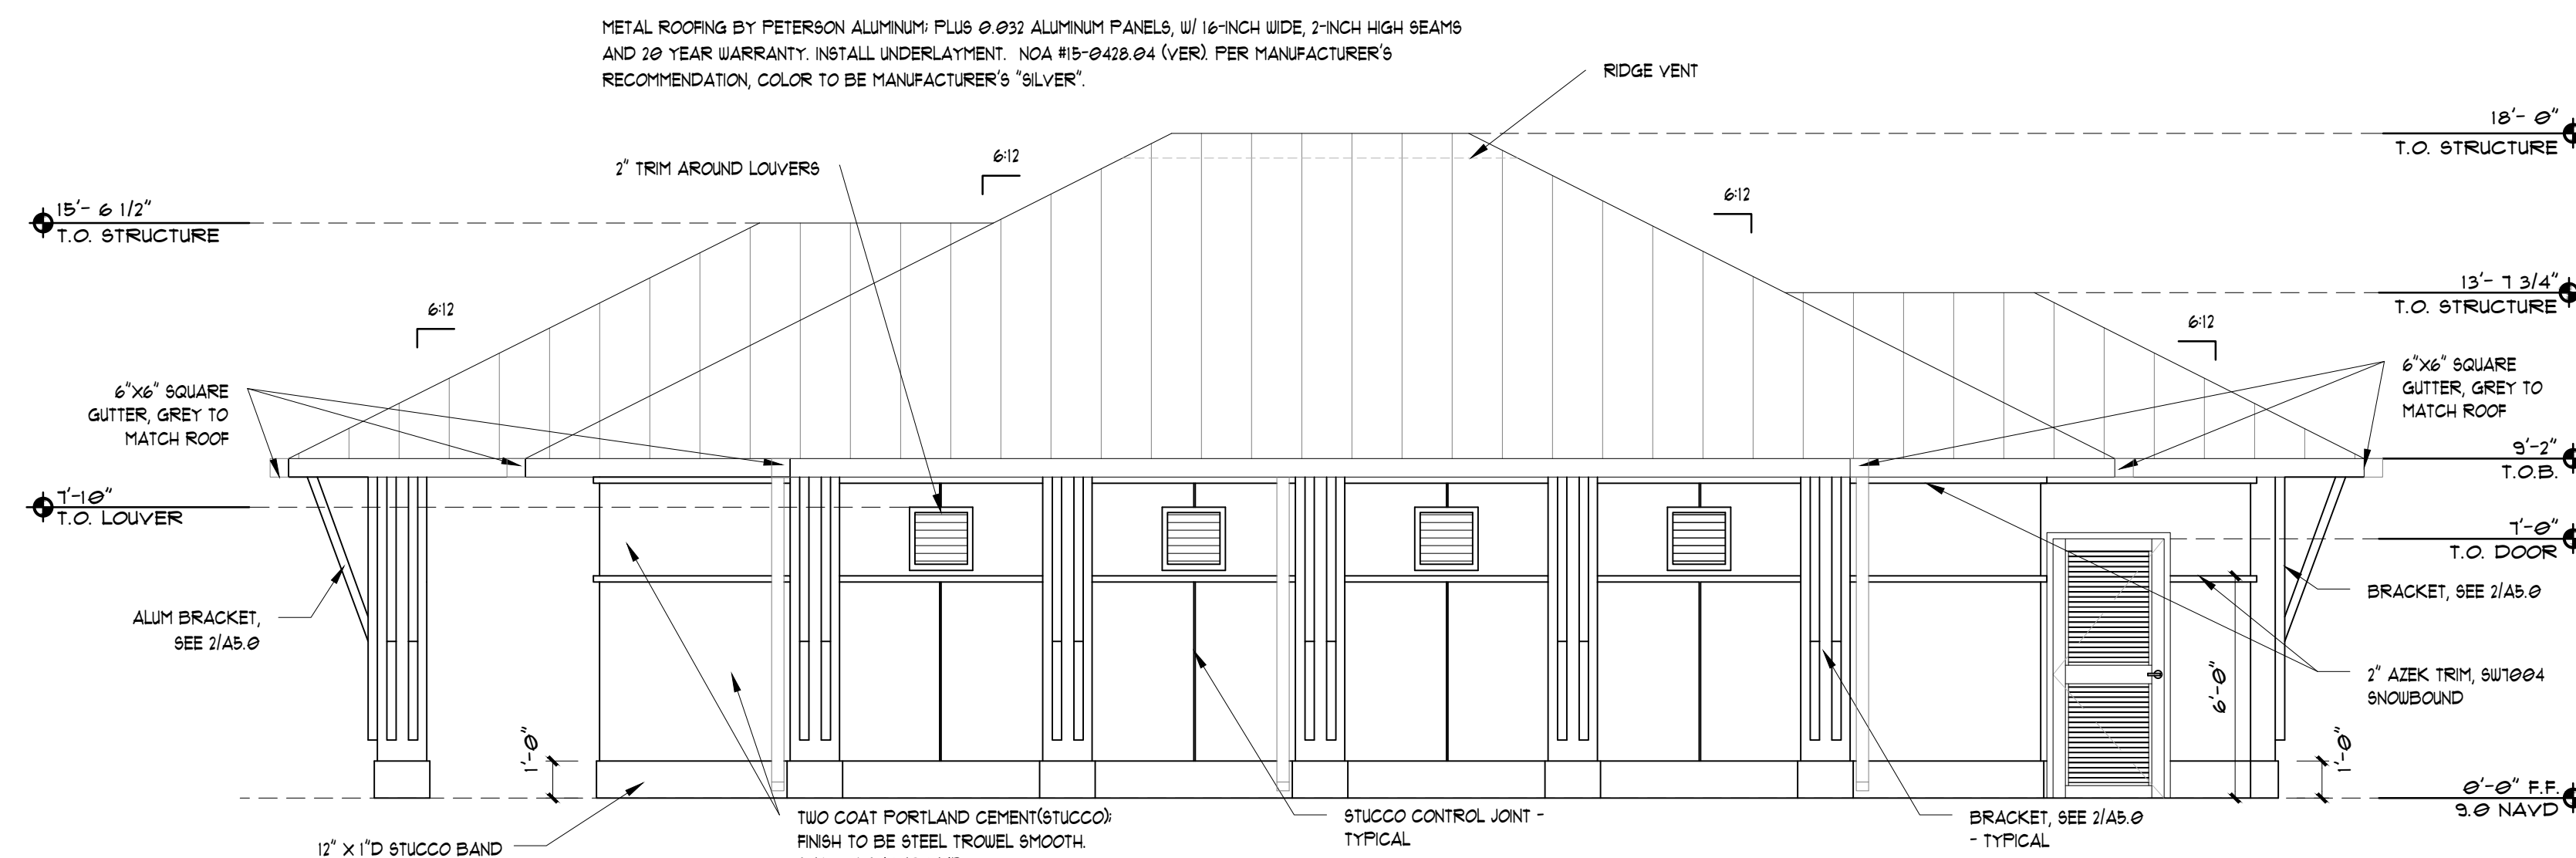 METAL ROOFING BY PETERSON ALUMINUM; PLUS 0.032 ALUMINUM PANELS, W/ 16-INCH WIDE, 2-INCH HIGH SEAMS
AND 20 YEAR WARRANTY. INSTALL UNDERLAYMENT. NOA #15-0428.04 (VER). PER MANUFACTURER'S
RECOMMENDATION, COLOR TO BE MANUFACTURER'S "SILVER".
RIDGE VENT
18'- 0"
T.O. STRUCTURE
6:12
2" TRIM AROUND LOUVERS
6:12
15'- 6 1/2"
T.O. STRUCTURE
13'- 7 3/4"
T.O. STRUCTURE
6:12
6:12
6"X6" SQUARE
GUTTER, GREY TO
MATCH ROOF
6"X6" SQUARE
GUTTER, GREY TO
MATCH ROOF
9'-2"
T.O.B.
7'-10"
T.O. LOUVER
7'-0"
T.O. DOOR
ALUM BRACKET,
SEE 2/A5.0
BRACKET, SEE 2/A5.0
2" AZEK TRIM, SW7004
SNOWBOUND
6'-0"
1'-0"
1'-0"
0'-0" F.F.
9.0 NAVD
12" X 1"D STUCCO BAND
TWO COAT PORTLAND CEMENT(STUCCO);
FINISH TO BE STEEL TROWEL SMOOTH.
STUCCO CONTROL JOINT -
TYPICAL
BRACKET, SEE 2/A5.0
- TYPICAL